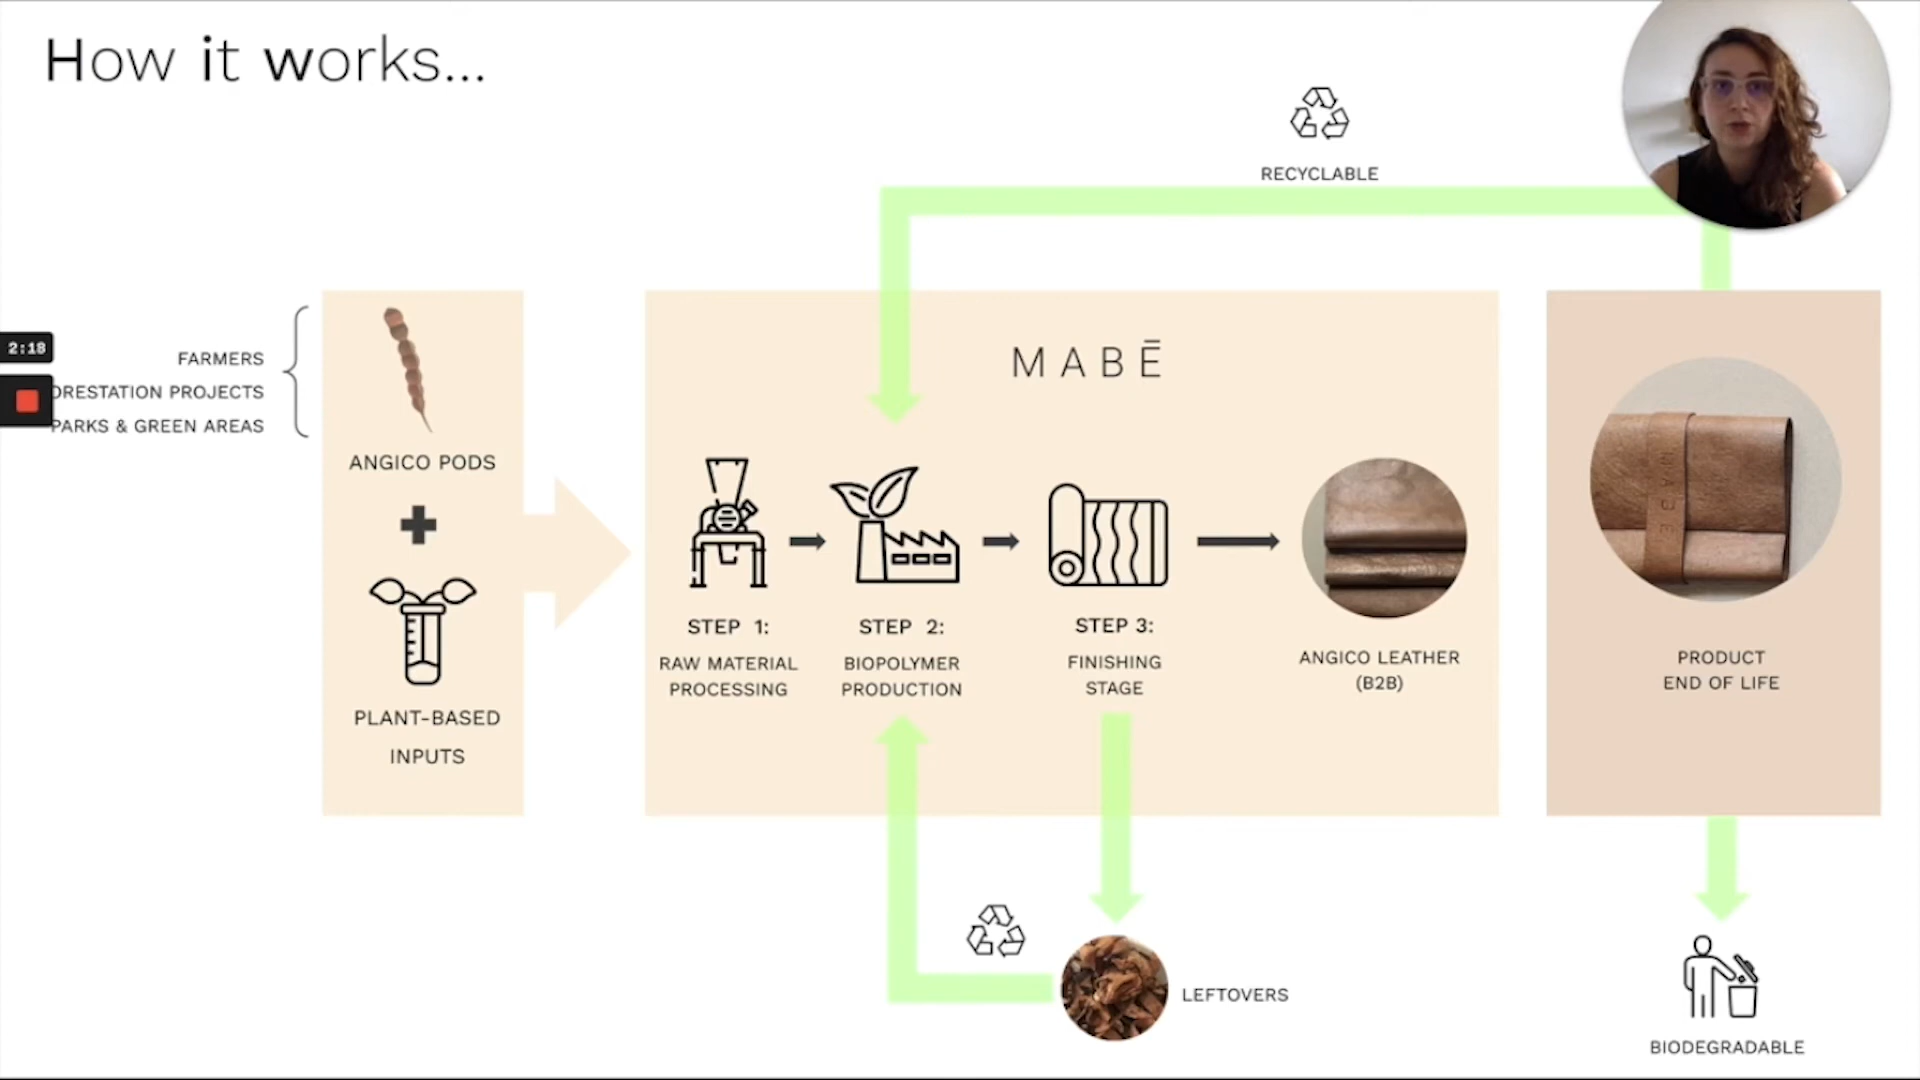 How it works...
RECYCLABLE
2:18
FARMERS
ORESTATION PROJECTS
PARKS & GREEN AREAS
ANGICO PODS
PLANT-BASED
INPUTS
MABĒ
STEP 1:
RAW MATERIAL
PROCESSING
STEP 2:
BIOPOLYMER
PRODUCTION
STEP 3:
FINISHING
STAGE
ANGICO LEATHER
(B2B)
MABE
PRODUCT
END OF LIFE
LEFTOVERS
BIODEGRADABLE